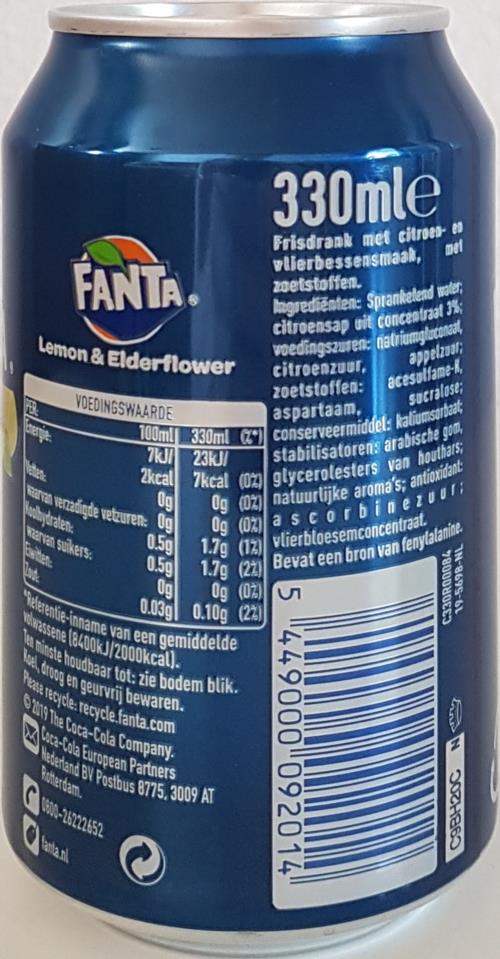 FANTA
Lemon & Elderflower
VOEDINGSWAARDE
PER: 100ml 330ml (%*)
Energie: 7kJ/ 23kJ/
2kcal 7kcal (0%)
Vetten: 0g 0g (0%)
waarvan verzadigde vetzuren: 0g 0g (0%)
Koolhydraten: 0.5g 1.7g (1%)
waarvan suikers: 0.5g 1.7g (2%)
Eiwitten: 0g 0g (0%)
Zout: 0.03g 0.10g (2%)
*Referentie-inname van een gemiddelde
volwassene (8400kJ/2000kcal).
Ten minste houdbaar tot: zie bodem blik.
Koel, droog en geurvrij bewaren.
Please recycle: recycle.fanta.com
© 2019 The Coca-Cola Company.
Coca-Cola European Partners
Nederland BV Postbus 8775, 3009 AT
Rotterdam.
0800-26222652
fanta.nl
330ml℮
Frisdrank met citroen- en
vlierbessensmaak, met
zoetstoffen.
Ingrediënten: Sprankelend water;
citroensap uit concentraat 3%;
voedingszuren: natriumgluconaat,
citroenzuur, appelzuur;
zoetstoffen: acesulfame-K,
aspartaam, sucralose;
conserveermiddel: kaliumsorbaat;
stabilisatoren: arabische gom,
glycerolesters van houthars;
natuurlijke aroma's; antioxidant:
ascorbinezuur;
vlierbloesemconcentraat.
Bevat een bron van fenylalanine.
5 449000 092014
C330R00084
19-5698-NL
C9BH20C N